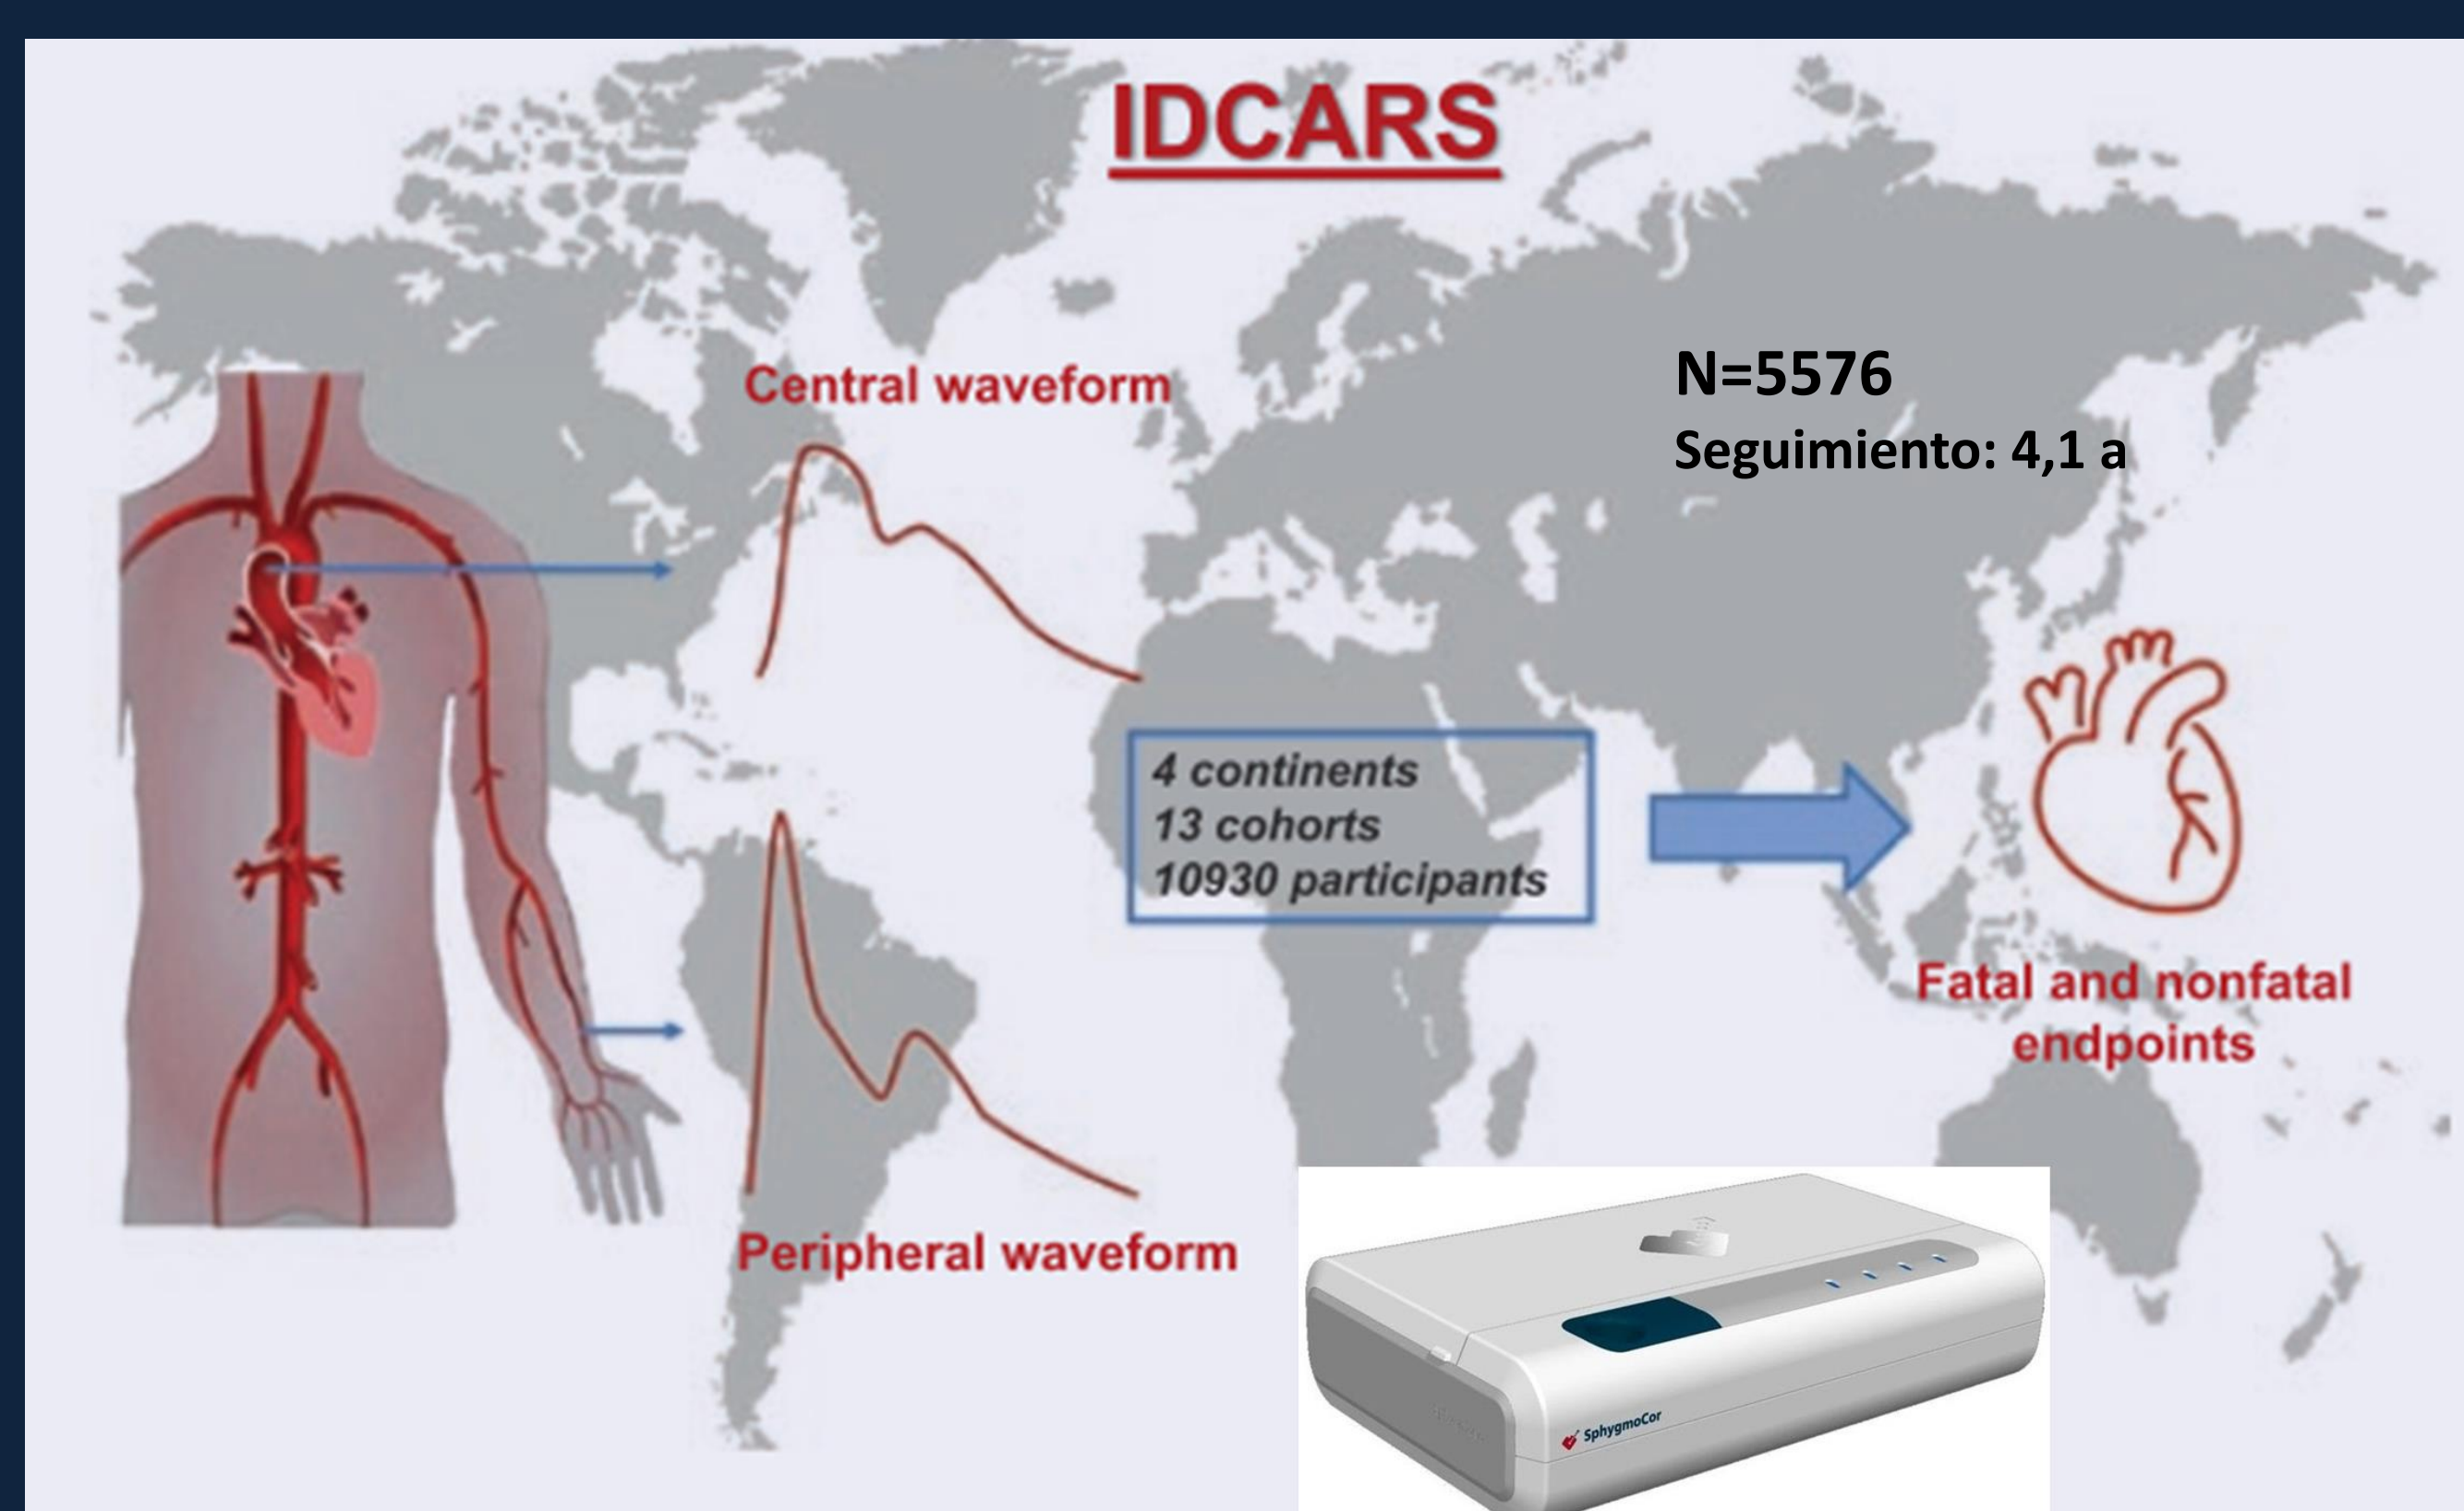 IDCARS
Central waveform
N=5576
Seguimiento: 4,1 a
4 continents
13 cohorts
10930 participants
Fatal and nonfatal
endpoints
Peripheral waveform
SphygmoCor